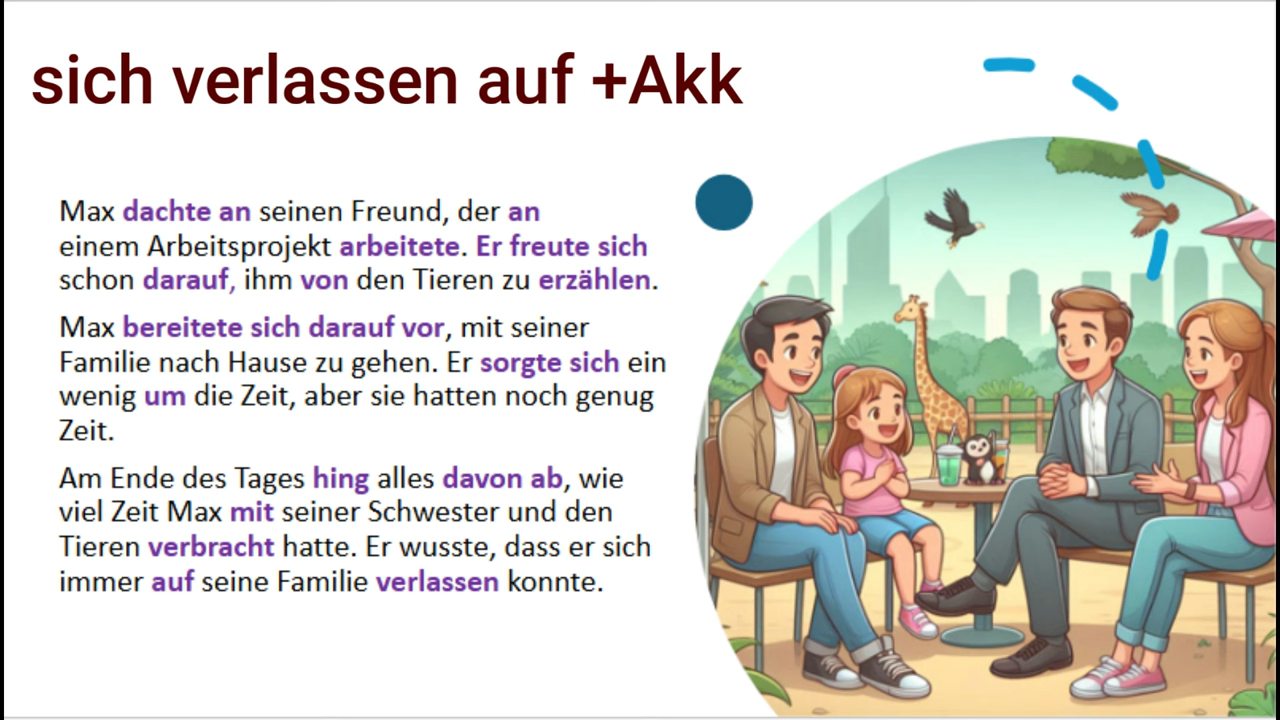 sich verlassen auf +Akk
Max dachte an seinen Freund, der an
einem Arbeitsprojekt arbeitete. Er freute sich
schon darauf, ihm von den Tieren zu erzählen.
Max bereitete sich darauf vor, mit seiner
Familie nach Hause zu gehen. Er sorgte sich ein
wenig um die Zeit, aber sie hatten noch genug
Zeit.
Am Ende des Tages hing alles davon ab, wie
viel Zeit Max mit seiner Schwester und den
Tieren verbracht hatte. Er wusste, dass er sich
immer auf seine Familie verlassen konnte.